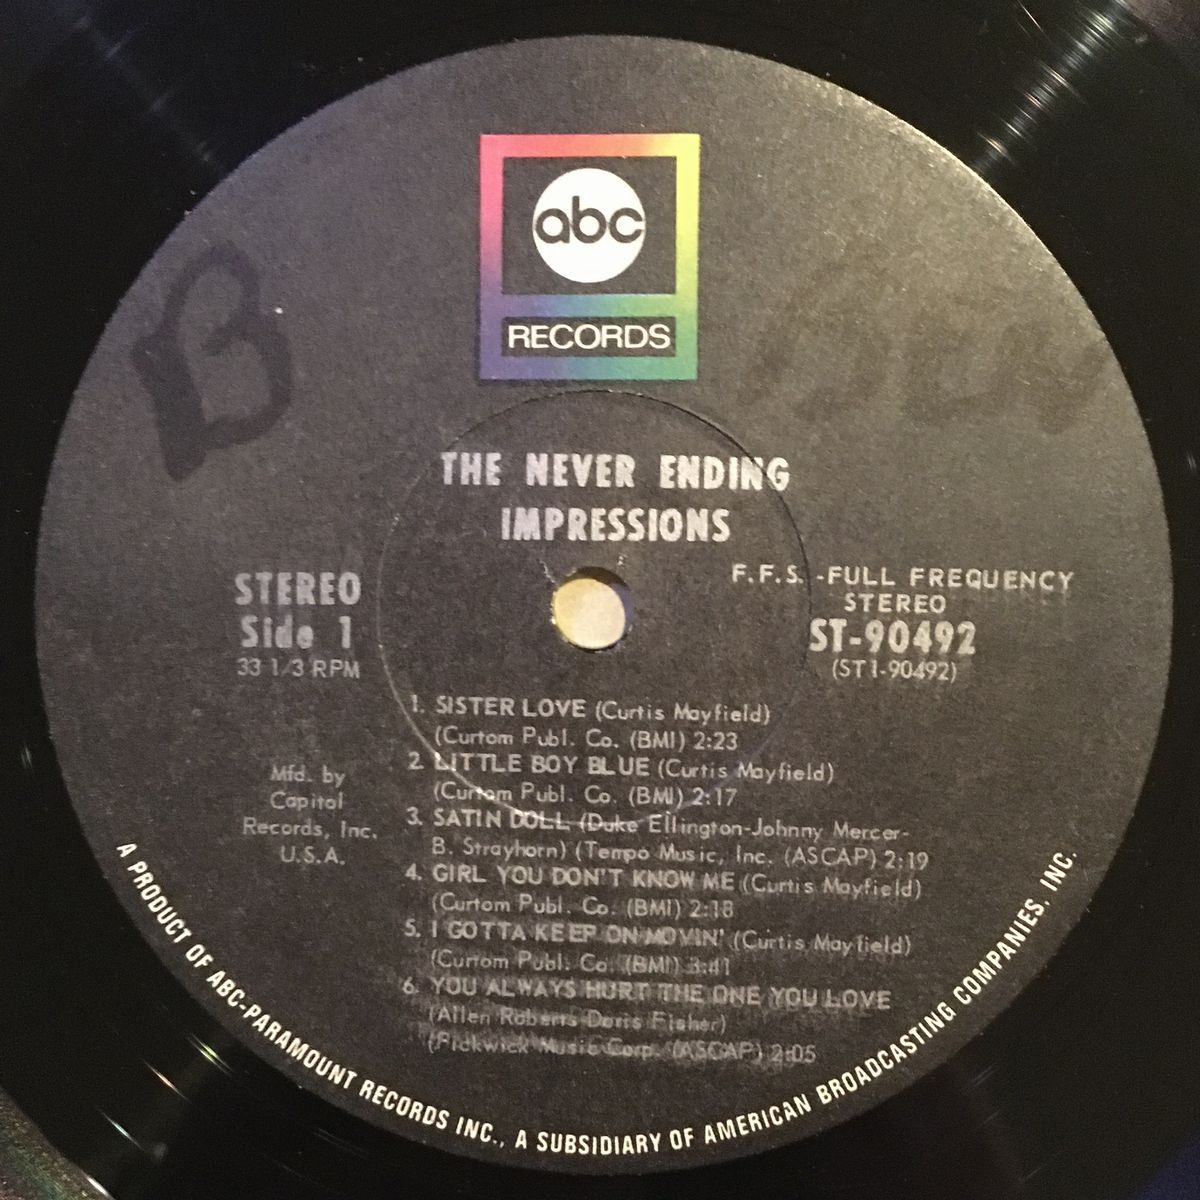 abc
RECORDS
THE NEVER ENDING
IMPRESSIONS
STEREO
Side 1
33 1/3 RPM
F.F.S. -FULL FREQUENCY
STEREO
ST-90492
(ST1-90492)
1. SISTER LOVE (Curtis Mayfield)
(Curtom Publ. Co. (BMI) 2:23
2. LITTLE BOY BLUE (Curtis Mayfield)
(Curtom Publ. Co. (BMI) 2:17
3. SATIN DOLL (Duke Ellington-Johnny Mercer-
B. Strayhorn) (Tempo Music, Inc. (ASCAP) 2:19
4. GIRL YOU DON'T KNOW ME (Curtis Mayfield)
(Curtom Publ. Co. (BMI) 2:18
5. I GOTTA KEEP ON MOVIN' (Curtis Mayfield)
(Curtom Publ. Co. (BMI) 3:41
6. YOU ALWAYS HURT THE ONE YOU LOVE
(Allen Roberts-Doris Fisher)
(Pickwick Music Corp. (ASCAP) 2:05
Mfd. by
Capitol
Records, Inc.
U.S.A.
A PRODUCT OF ABC-PARAMOUNT RECORDS INC., A SUBSIDIARY OF AMERICAN BROADCASTING COMPANIES, INC.
B